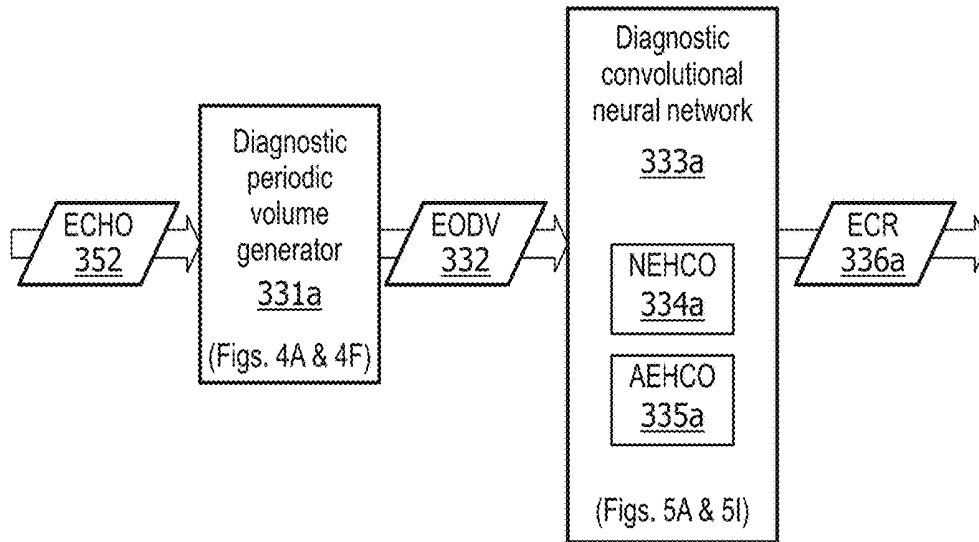 ECHO
352
Diagnostic
periodic
volume
generator
331a
(Figs. 4A & 4F)
EODV
332
Diagnostic
convolutional
neural network
333a
NEHCO
334a
AEHCO
335a
(Figs. 5A & 5I)
ECR
336a